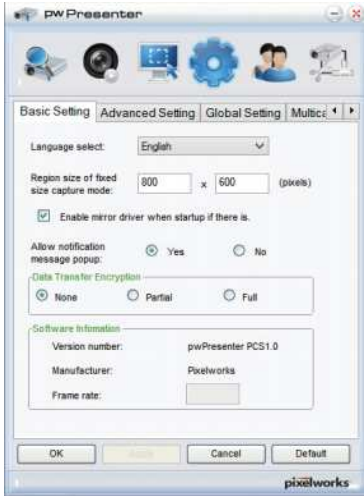 pwPresenter
Basic Setting Advanced Setting Global Setting Multica
Language select: English
Region size of fixed size capture mode: 800 x 600 (pixels)
Enable mirror driver when startup if there is.
Allow notification message popup: Yes No
Data Transfer Encryption
None Partial Full
Software Infomation
Version number: pwPresenter PCS1.0
Manufacturer: Pixelworks
Frame rate:
OK Apply Cancel Default
pixelworks